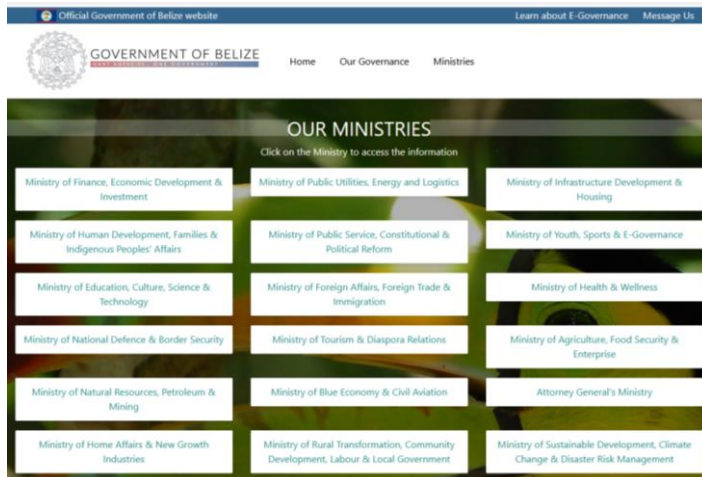 Official Government of Belize website
Learn about E-Governance Message Us
GOVERNMENT OF BELIZE
Home Our Governance Ministries
OUR MINISTRIES
Click on the Ministry to access the information
Ministry of Finance, Economic Development &
Investment
Ministry of Public Utilities, Energy and Logistics
Ministry of Infrastructure Development &
Housing
Ministry of Human Development, Families &
Indigenous Peoples' Affairs
Ministry of Public Service, Constitutional &
Political Reform
Ministry of Youth, Sports & E-Governance
Ministry of Education, Culture, Science &
Technology
Ministry of Foreign Affairs, Foreign Trade &
Immigration
Ministry of Health & Wellness
Ministry of National Defence & Border Security
Ministry of Tourism & Diaspora Relations
Ministry of Agriculture, Food Security &
Enterprise
Ministry of Natural Resources, Petroleum &
Mining
Ministry of Blue Economy & Civil Aviation
Attorney General's Ministry
Ministry of Home Affairs & New Growth
Industries
Ministry of Rural Transformation, Community
Development, Labour & Local Government
Ministry of Sustainable Development, Climate
Change & Disaster Risk Management